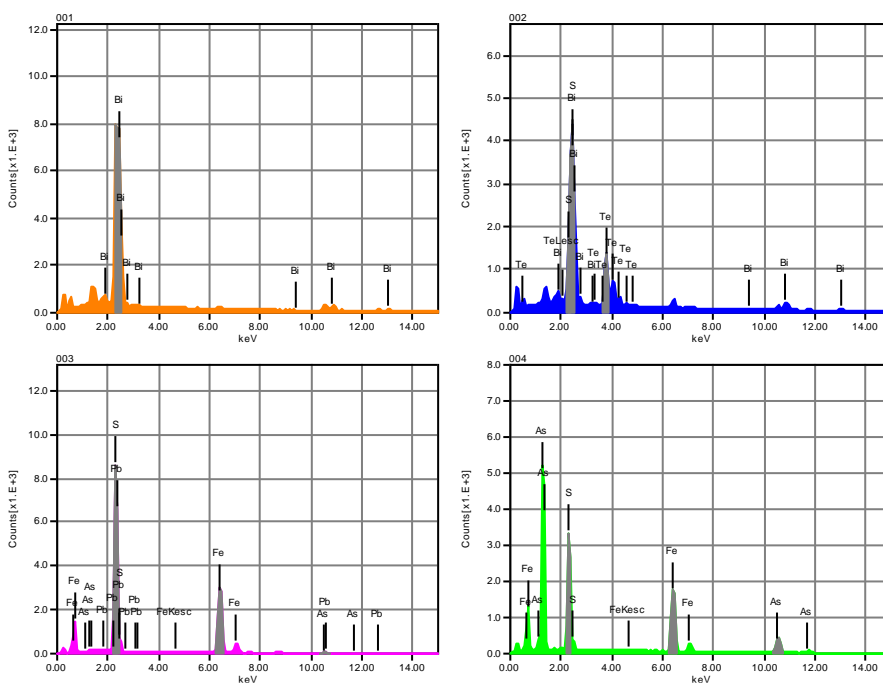 001
12.0
10.0
8.0
6.0
4.0
2.0
0.0
Counts[x1.E+3]
Bi
Bi
Bi
Bi
Bi
Bi
Bi
Bi
0.00 2.00 4.00 6.00 8.00 10.00 12.00 14.00
keV
002
6.0
5.0
4.0
3.0
2.0
1.0
0.0
Counts[x1.E+3]
S
Bi
Bi
S
Te
TeLesc Te
Te Te
Bi Bi Te Te
Te Bi Te Te Bi Bi Bi
0.00 2.00 4.00 6.00 8.00 10.00 12.00 14.00
keV
003
12.0
10.0
8.0
6.0
4.0
2.0
0.0
Counts[x1.E+3]
S
Pb
Fe
S
Fe
As Pb
As Pb Pb Pb
Fe As Pb Pb Pb FeKesc Fe As As Pb
0.00 2.00 4.00 6.00 8.00 10.00 12.00 14.00
keV
004
8.0
7.0
6.0
5.0
4.0
3.0
2.0
1.0
0.0
Counts[x1.E+3]
As
As
S
Fe
Fe
Fe As S FeKesc Fe As As
0.00 2.00 4.00 6.00 8.00 10.00 12.00 14.00
keV